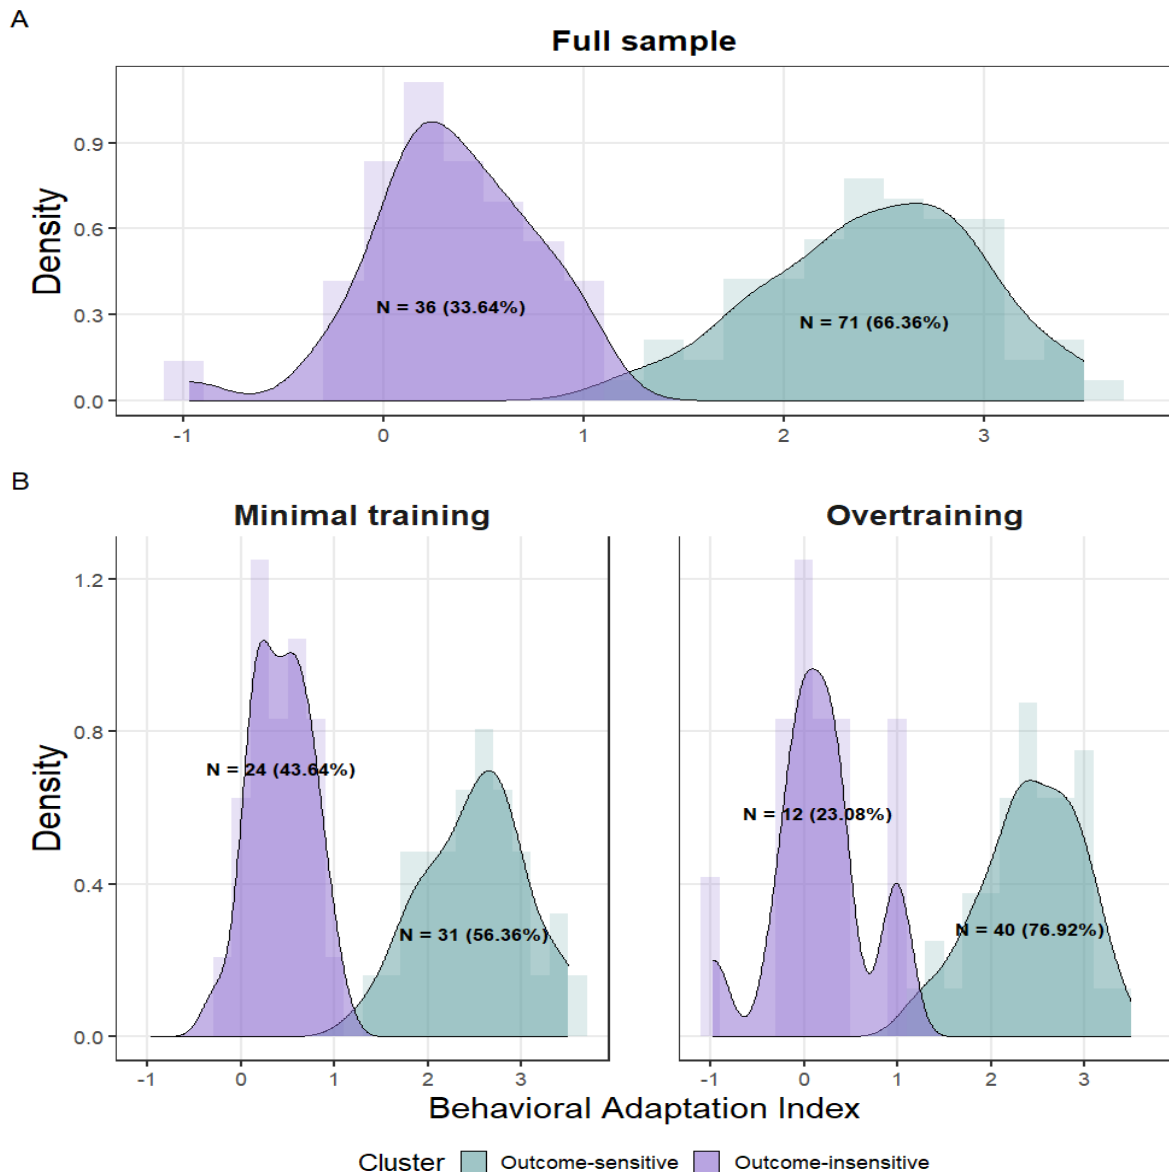 A
Full sample
Density
0.9
0.6
0.3
0.0
N = 36 (33.64%)
N = 71 (66.36%)
-1 0 1 2 3
B
Minimal training
Overtraining
Density
1.2
0.8
0.4
0.0
N = 24 (43.64%)
N = 31 (56.36%)
N = 12 (23.08%)
N = 40 (76.92%)
-1 0 1 2 3
-1 0 1 2 3
Behavioral Adaptation Index
Cluster Outcome-sensitive Outcome-insensitive